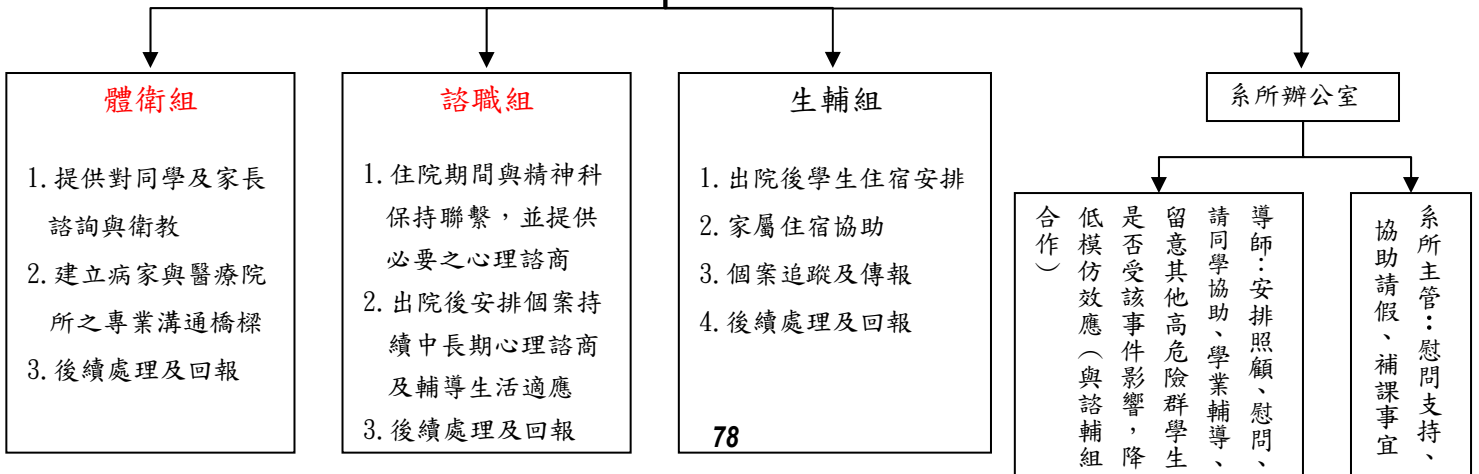 體衛組
1. 提供對同學及家長
諮詢與衛教
2. 建立病家與醫療院
所之專業溝通橋樑
3. 後續處理及回報
諮職組
1. 住院期間與精神科
保持聯繫，並提供
必要之心理諮商
2. 出院後安排個案持
續中長期心理諮商
及輔導生活適應
3. 後續處理及回報
生輔組
1. 出院後學生住宿安排
2. 家屬住宿協助
3. 個案追蹤及傳報
4. 後續處理及回報
78
系所辦公室
導師：安排照顧、慰問、
請同學協助、學業輔導、
留意其他高危險群學生
是否受該事件影響，降
低模仿效應（與諮輔組
合作）
系所主管：慰問支持、
協助請假、補課事宜